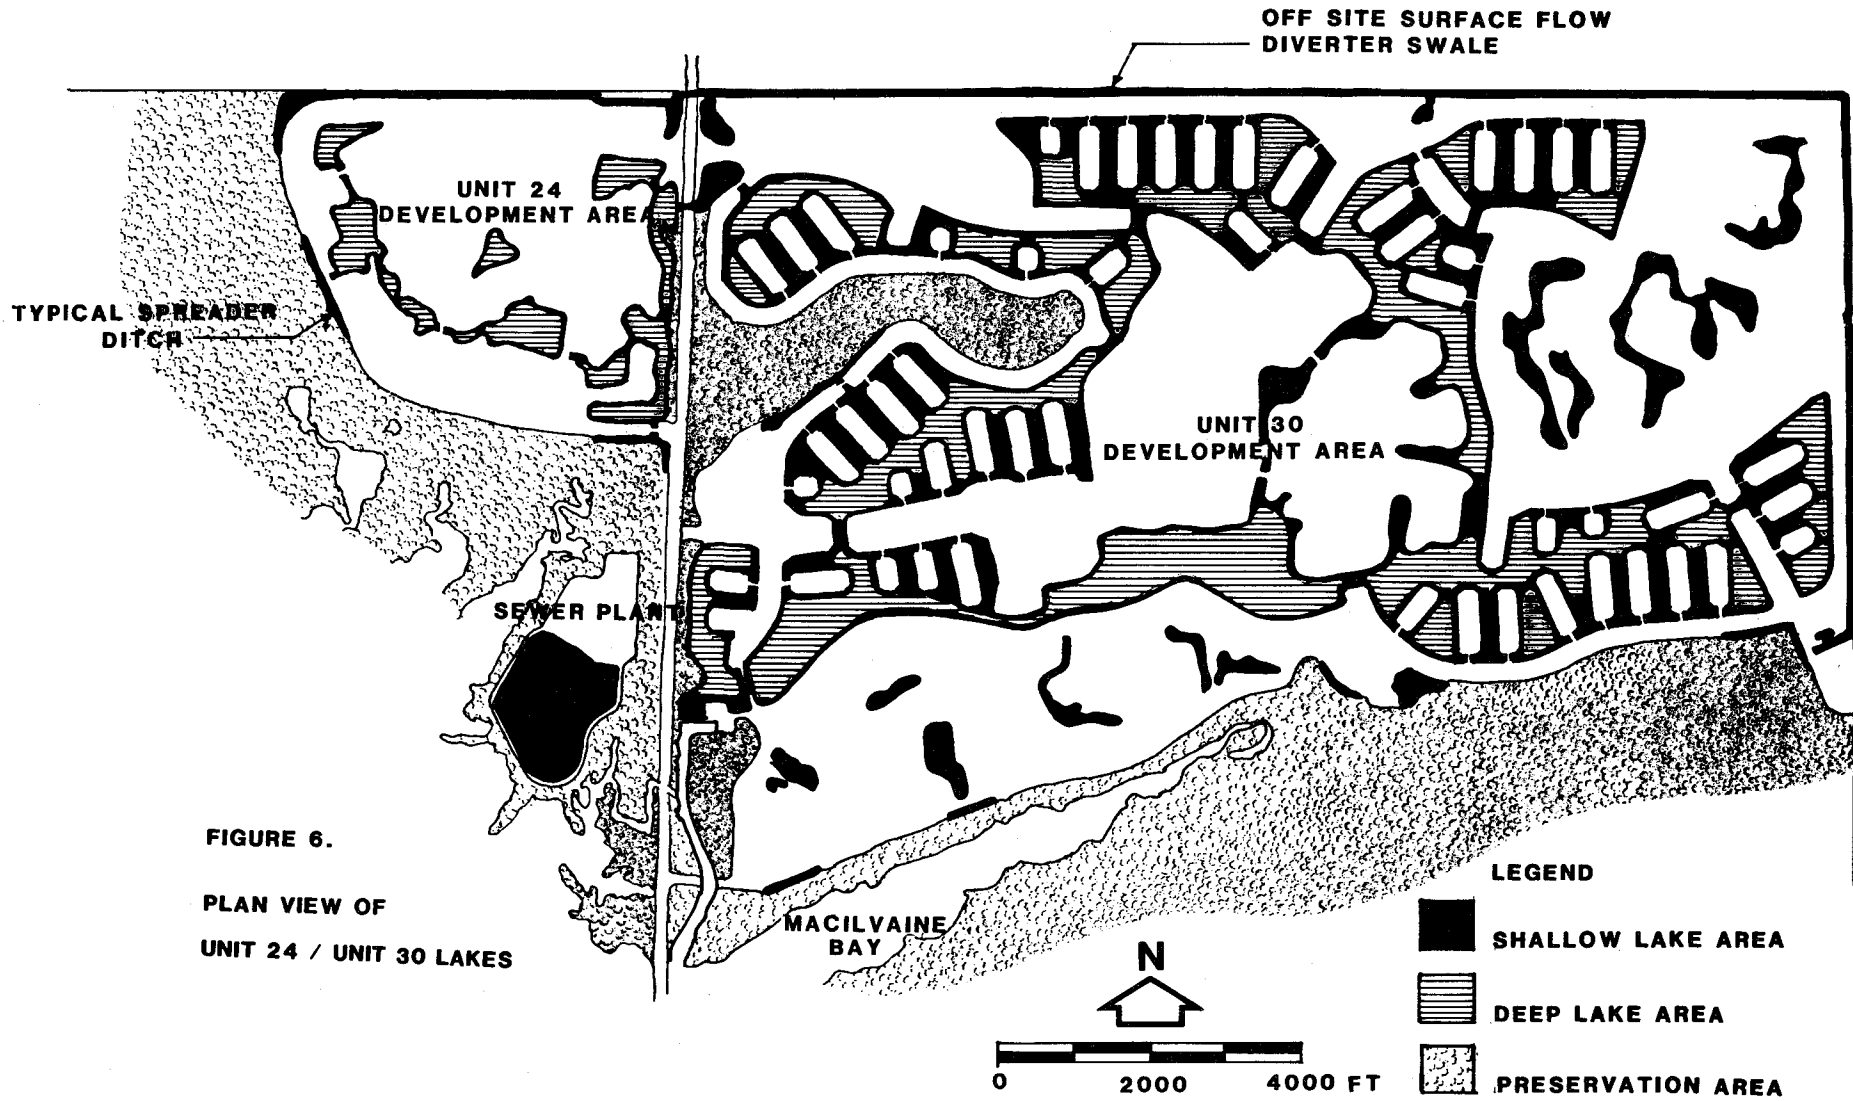 OFF SITE SURFACE FLOW
DIVERTER SWALE
UNIT 24
DEVELOPMENT AREA
TYPICAL SPREADER
DITCH
UNIT 30
DEVELOPMENT AREA
SEWER PLANT
FIGURE 6.
PLAN VIEW OF
UNIT 24 / UNIT 30 LAKES
MACILVAINE
BAY
N
0 2000 4000 FT
LEGEND
SHALLOW LAKE AREA
DEEP LAKE AREA
PRESERVATION AREA